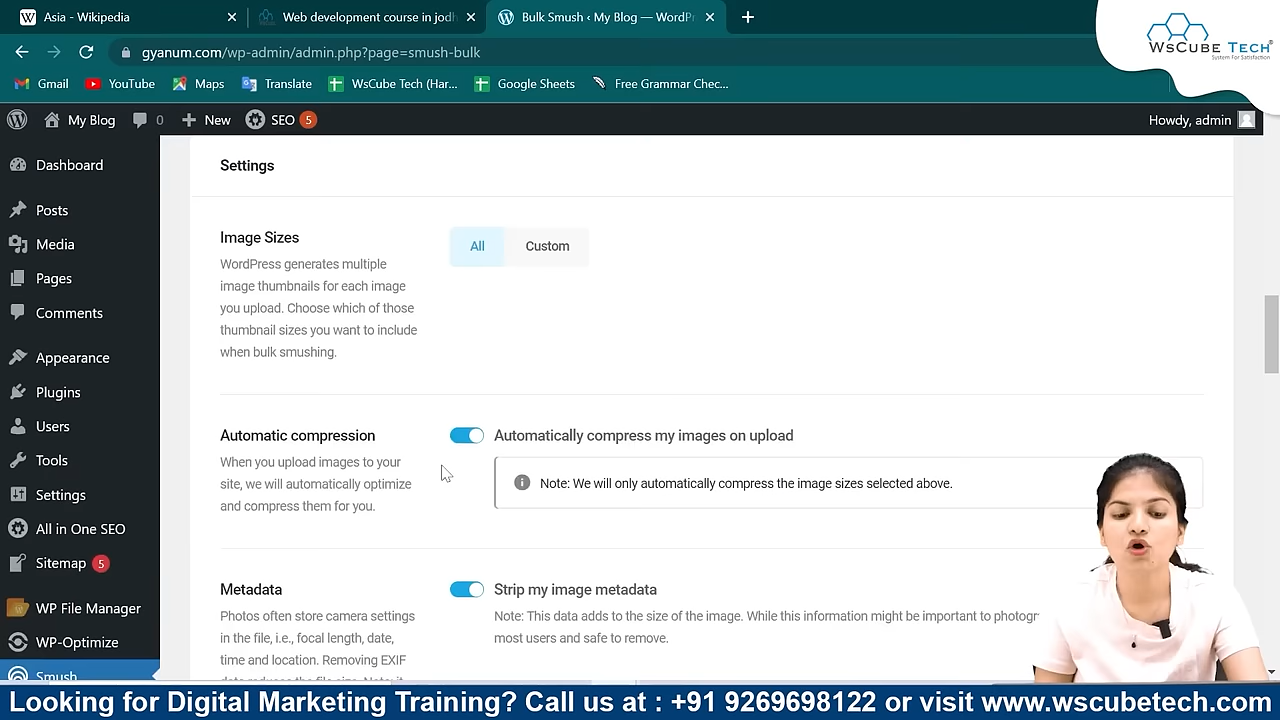 Asia - Wikipedia
Web development course in jodh
Bulk Smush ‹ My Blog — WordPr
gyanum.com/wp-admin/admin.php?page=smush-bulk
WsCube Tech®
System For Satisfaction
Gmail
YouTube
Maps
Translate
WsCube Tech (Har...
Google Sheets
Free Grammar Chec...
My Blog
0
New
SEO 5
Howdy, admin
Dashboard
Posts
Media
Pages
Comments
Appearance
Plugins
Users
Tools
Settings
All in One SEO
Sitemap 5
WP File Manager
WP-Optimize
Smush
Settings
Image Sizes
WordPress generates multiple
image thumbnails for each image
you upload. Choose which of those
thumbnail sizes you want to include
when bulk smushing.
All
Custom
Automatic compression
When you upload images to your
site, we will automatically optimize
and compress them for you.
Automatically compress my images on upload
Note: We will only automatically compress the image sizes selected above.
Metadata
Photos often store camera settings
in the file, i.e., focal length, date,
time and location. Removing EXIF
Strip my image metadata
Note: This data adds to the size of the image. While this information might be important to photogr
most users and safe to remove.
Looking for Digital Marketing Training? Call us at : +91 9269698122 or visit www.wscubetech.com